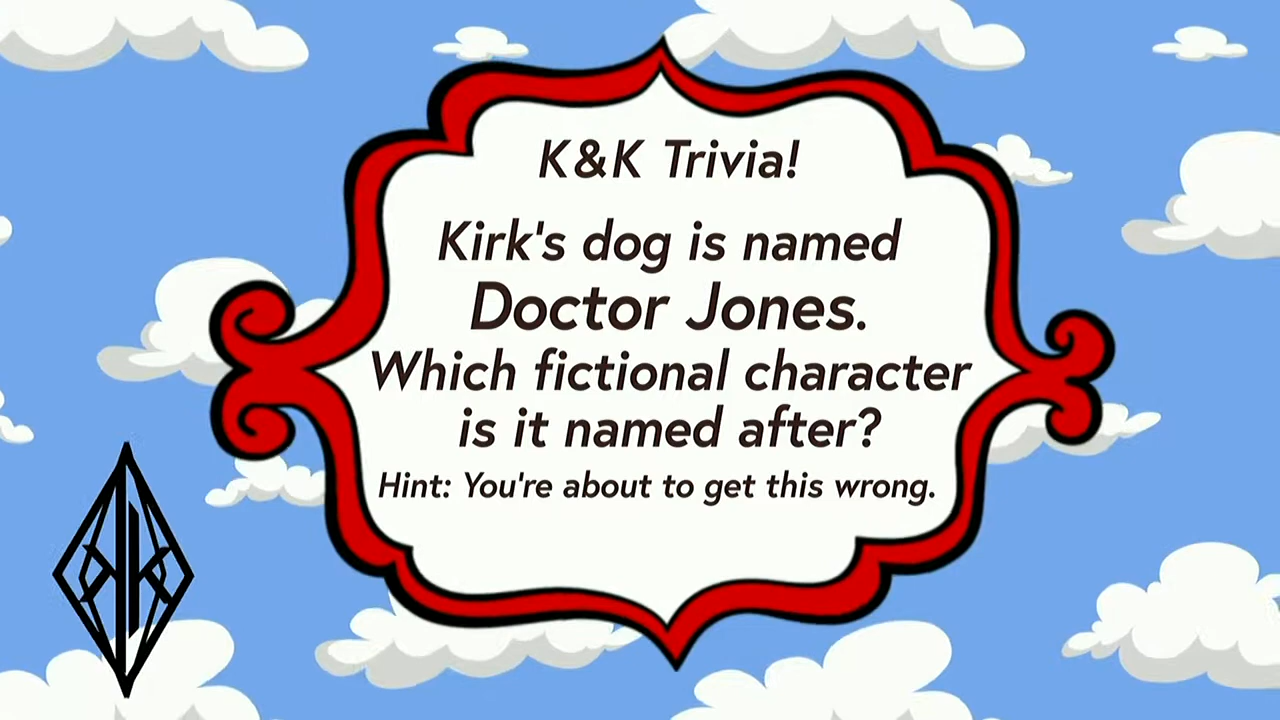 K&K Trivia!
Kirk's dog is named
Doctor Jones.
Which fictional character
is it named after?
Hint: You're about to get this wrong.
KK